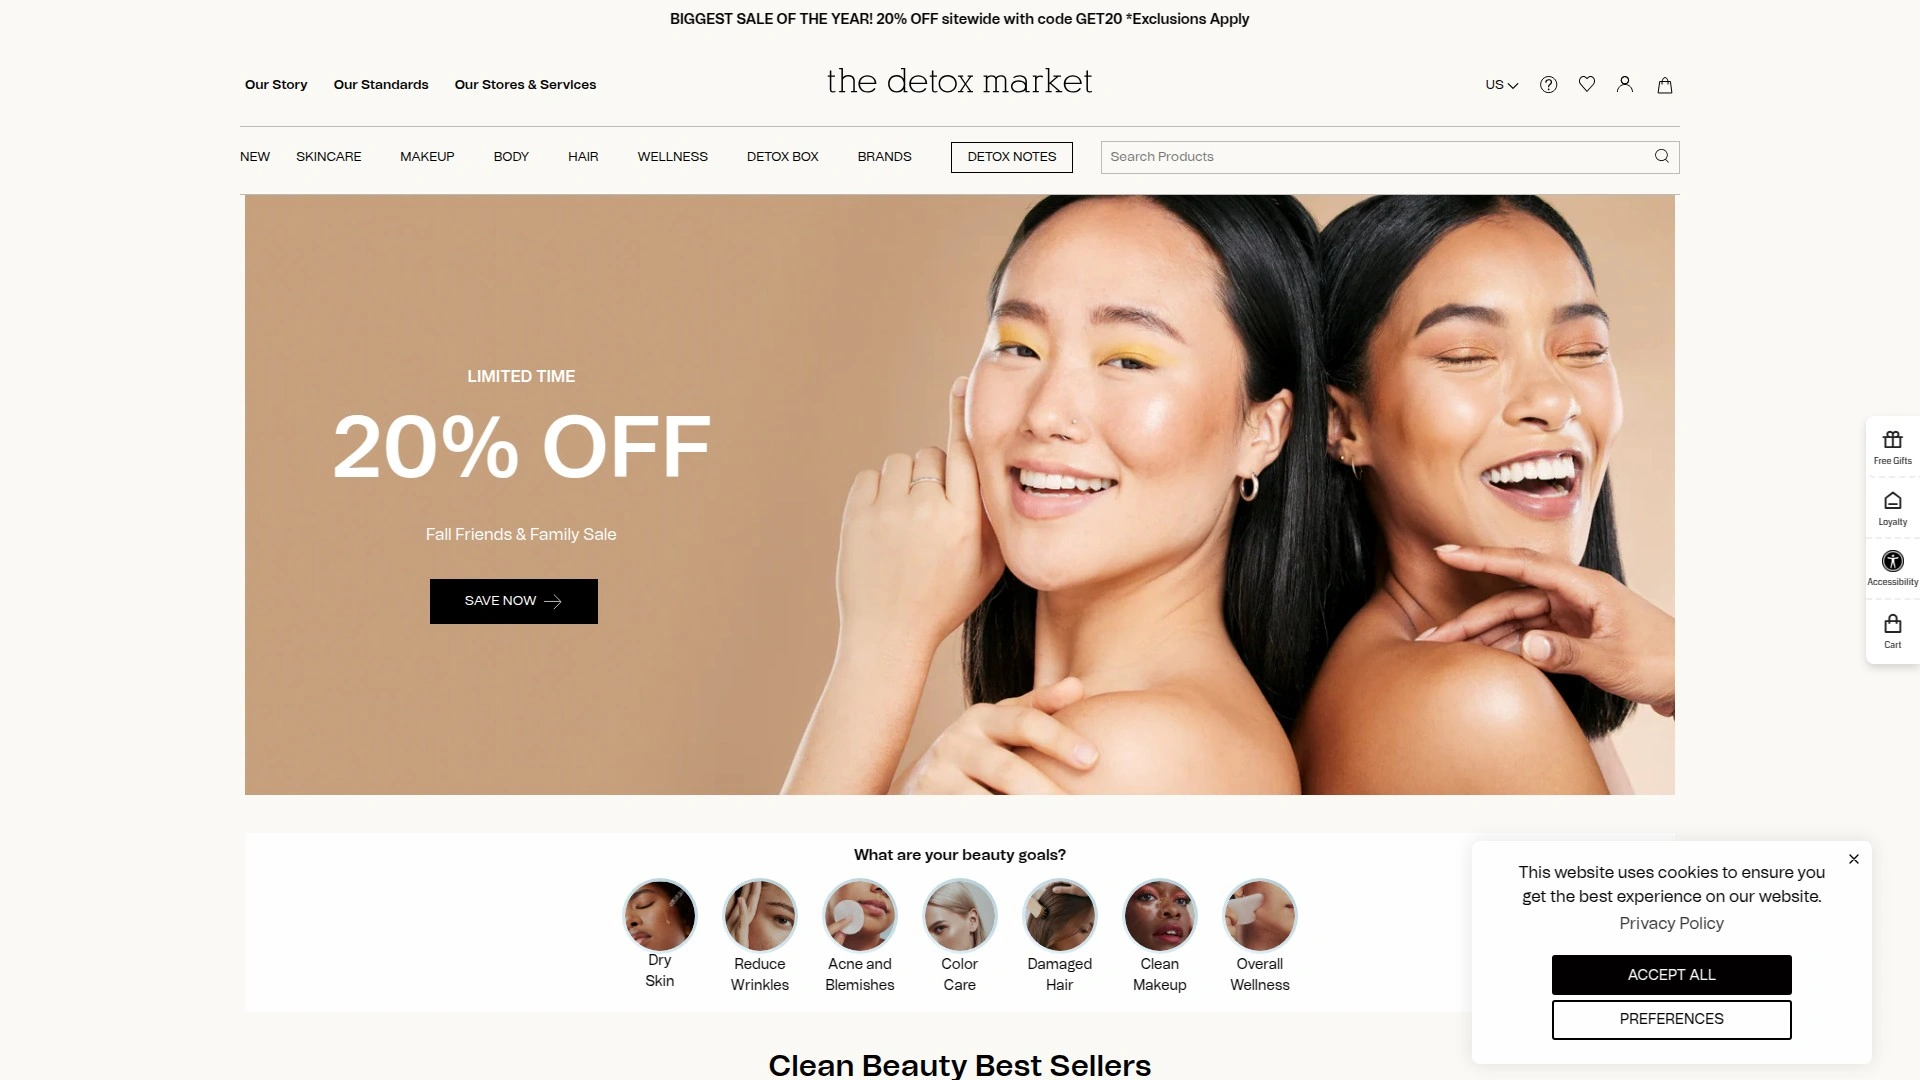 BIGGEST SALE OF THE YEAR! 20% OFF sitewide with code GET20 *Exclusions Apply
Our Story
Our Standards
Our Stores & Services
the detox market
US
NEW
SKINCARE
MAKEUP
BODY
HAIR
WELLNESS
DETOX BOX
BRANDS
DETOX NOTES
Search Products
LIMITED TIME
20% OFF
Fall Friends & Family Sale
SAVE NOW
Free Gifts
Loyalty
Accessibility
Cart
What are your beauty goals?
Dry
Skin
Reduce
Wrinkles
Acne and
Blemishes
Color
Care
Damaged
Hair
Clean
Makeup
Overall
Wellness
This website uses cookies to ensure you
get the best experience on our website.
Privacy Policy
ACCEPT ALL
PREFERENCES
Clean Beauty Best Sellers